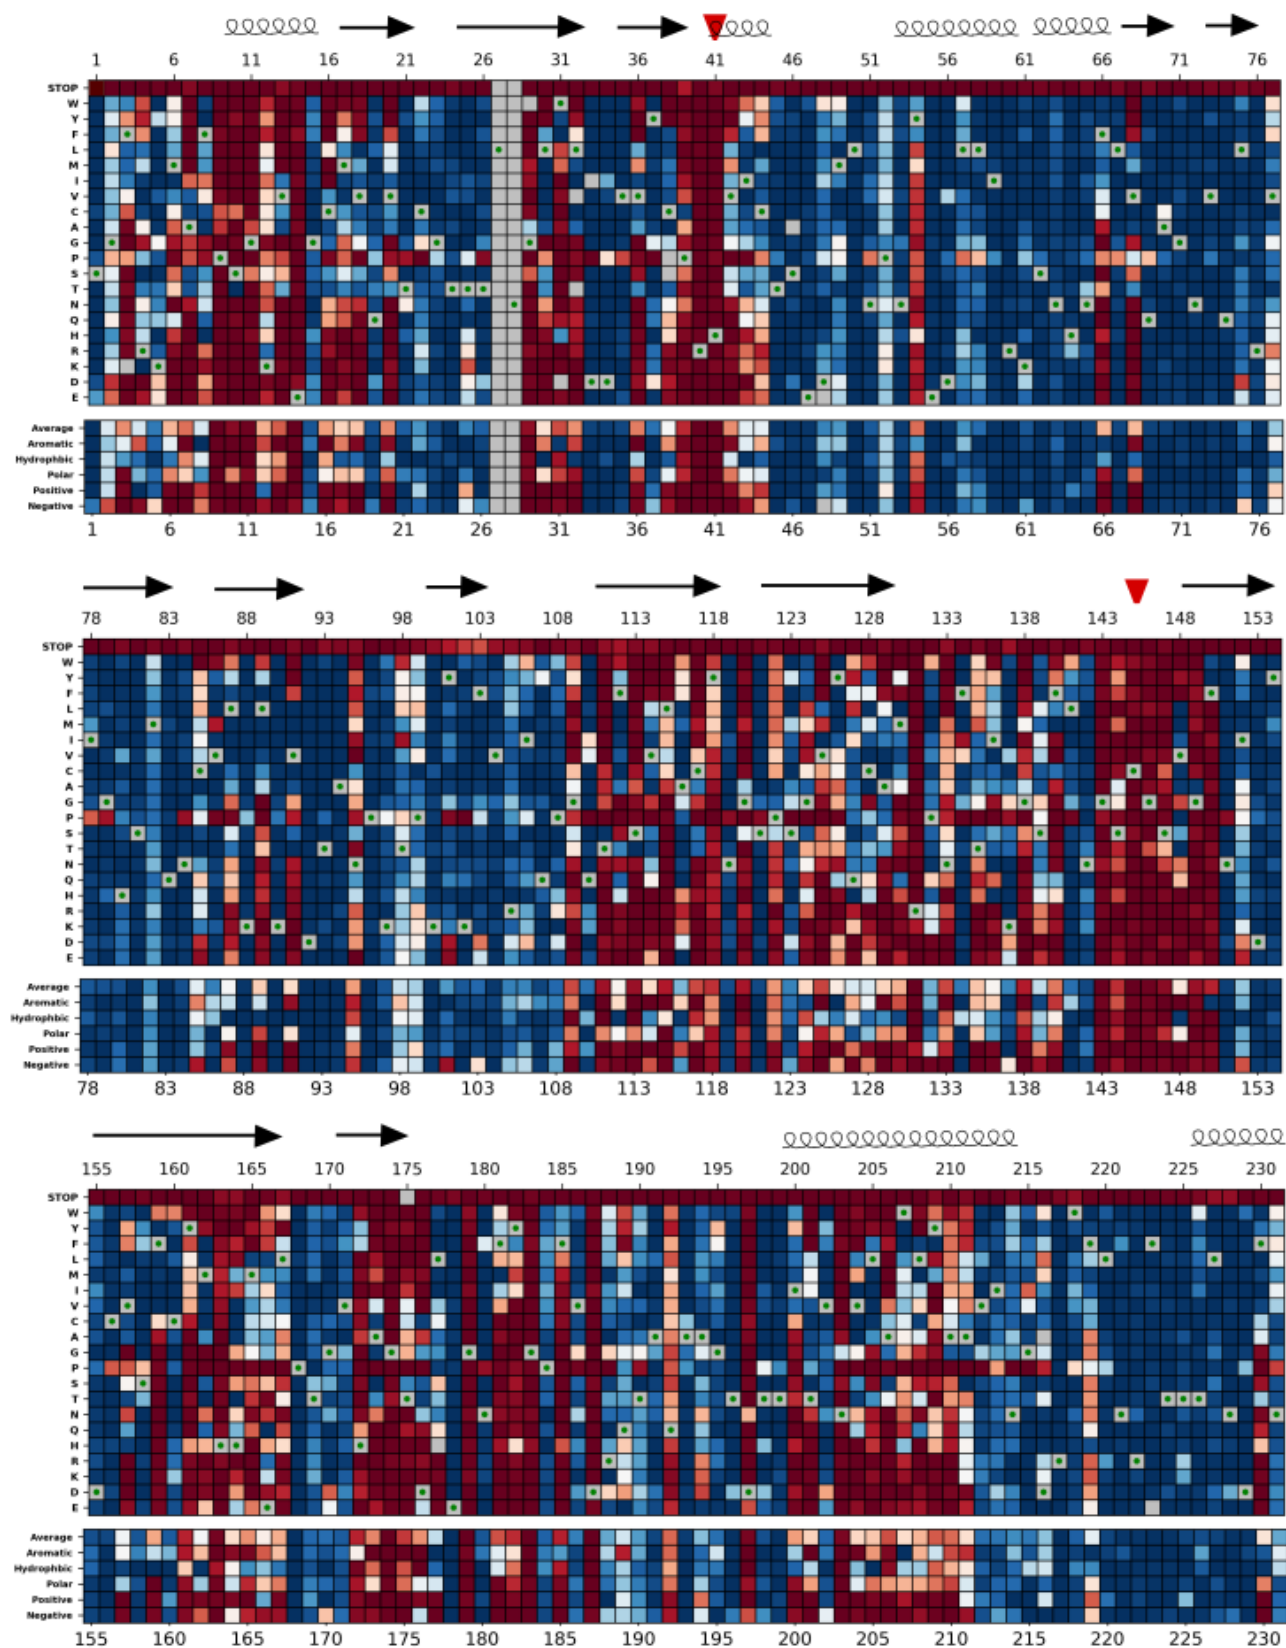 1 6 11 16 21 26 31 36 41 46 51 56 61 66 71 76
STOP
W
Y
F
L
M
I
V
C
A
G
P
S
T
N
Q
H
R
K
D
E
Average
Aromatic
Hydrophbic
Polar
Positive
Negative
1 6 11 16 21 26 31 36 41 46 51 56 61 66 71 76
78 83 88 93 98 103 108 113 118 123 128 133 138 143 148 153
STOP
W
Y
F
L
M
I
V
C
A
G
P
S
T
N
Q
H
R
K
D
E
Average
Aromatic
Hydrophbic
Polar
Positive
Negative
78 83 88 93 98 103 108 113 118 123 128 133 138 143 148 153
155 160 165 170 175 180 185 190 195 200 205 210 215 220 225 230
STOP
W
Y
F
L
M
I
V
C
A
G
P
S
T
N
Q
H
R
K
D
E
Average
Aromatic
Hydrophbic
Polar
Positive
Negative
155 160 165 170 175 180 185 190 195 200 205 210 215 220 225 230